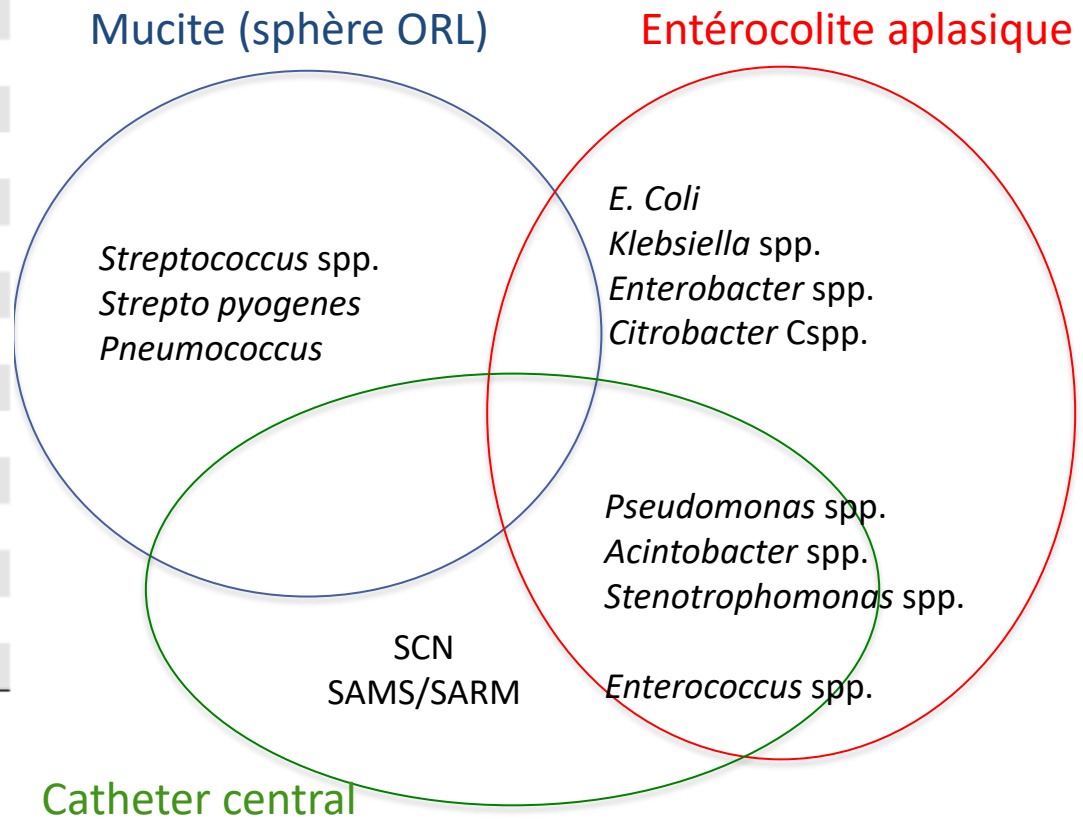 Mucite (sphère ORL)
Entérocolite aplasique
Streptococcus spp.
Strepto pyogenes
Pneumococcus
E. Coli
Klebsiella spp.
Enterobacter spp.
Citrobacter Cspp.
Pseudomonas spp.
Acintobacter spp.
Stenotrophomonas spp.
Enterococcus spp.
SCN
SAMS/SARM
Catheter central